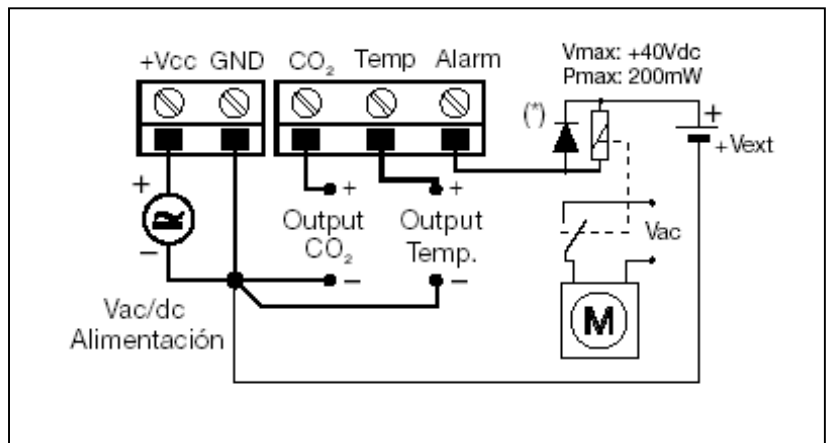 +Vcc GND CO₂ Temp Alarm
Vmax: +40Vdc
Pmax: 200mW
(*)
+
+Vext
+
R
−
+
Output
CO₂
−
+
Output
Temp.
−
Vac
M
Vac/dc
Alimentación